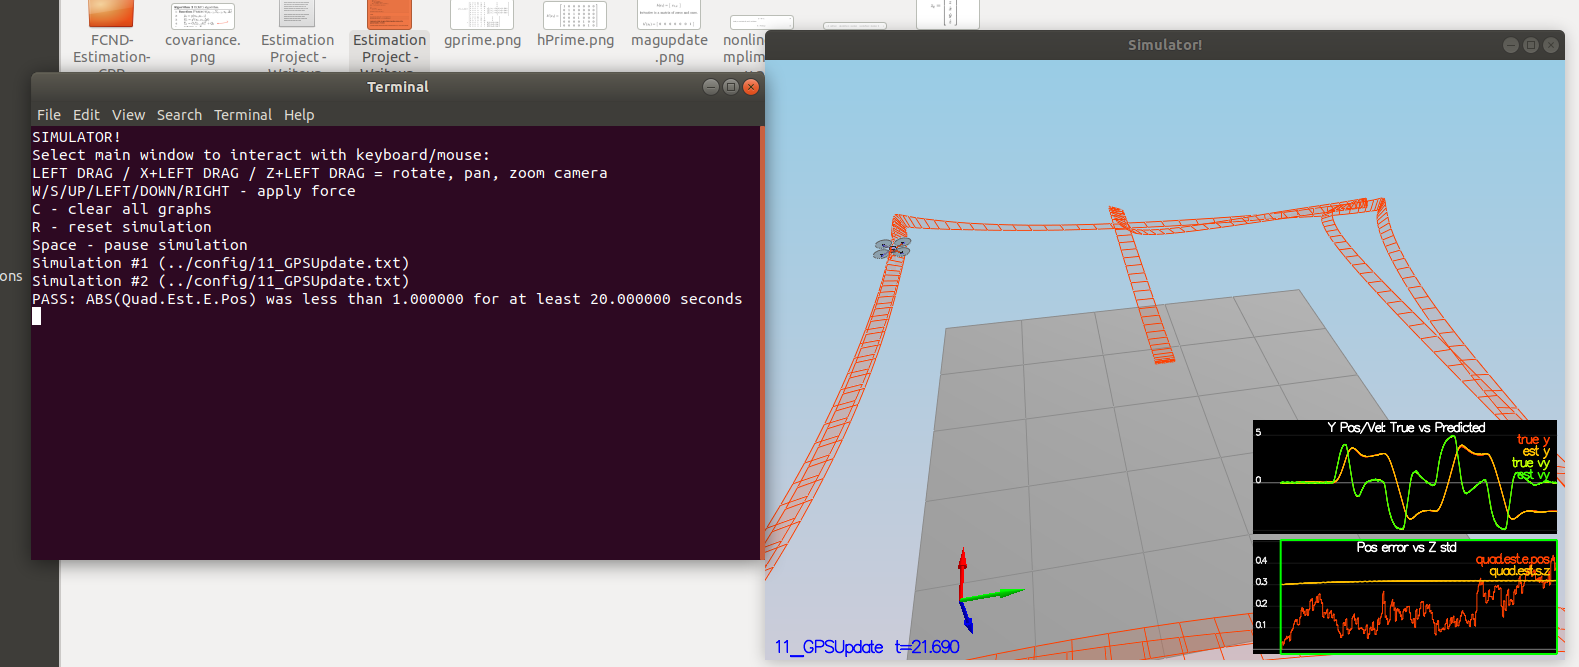 FCND-
Estimation-
covariance.
png
Estimation
Project -
Estimation
Project -
gprime.png
hPrime.png
magupdate
.png
nonlin
mplim
ons
Terminal
File Edit View Search Terminal Help
SIMULATOR!
Select main window to interact with keyboard/mouse:
LEFT DRAG / X+LEFT DRAG / Z+LEFT DRAG = rotate, pan, zoom camera
W/S/UP/LEFT/DOWN/RIGHT - apply force
C - clear all graphs
R - reset simulation
Space - pause simulation
Simulation #1 (../config/11_GPSUpdate.txt)
Simulation #2 (../config/11_GPSUpdate.txt)
PASS: ABS(Quad.Est.E.Pos) was less than 1.000000 for at least 20.000000 seconds
Simulator!
Y Pos/Vel: True vs Predicted
5
0
true y
est y
true vy
est vy
Pos error vs Z std
0.4
0.3
0.2
0.1
quad.est.e.pos
quad.est.s.z
11_GPSUpdate t=21.690